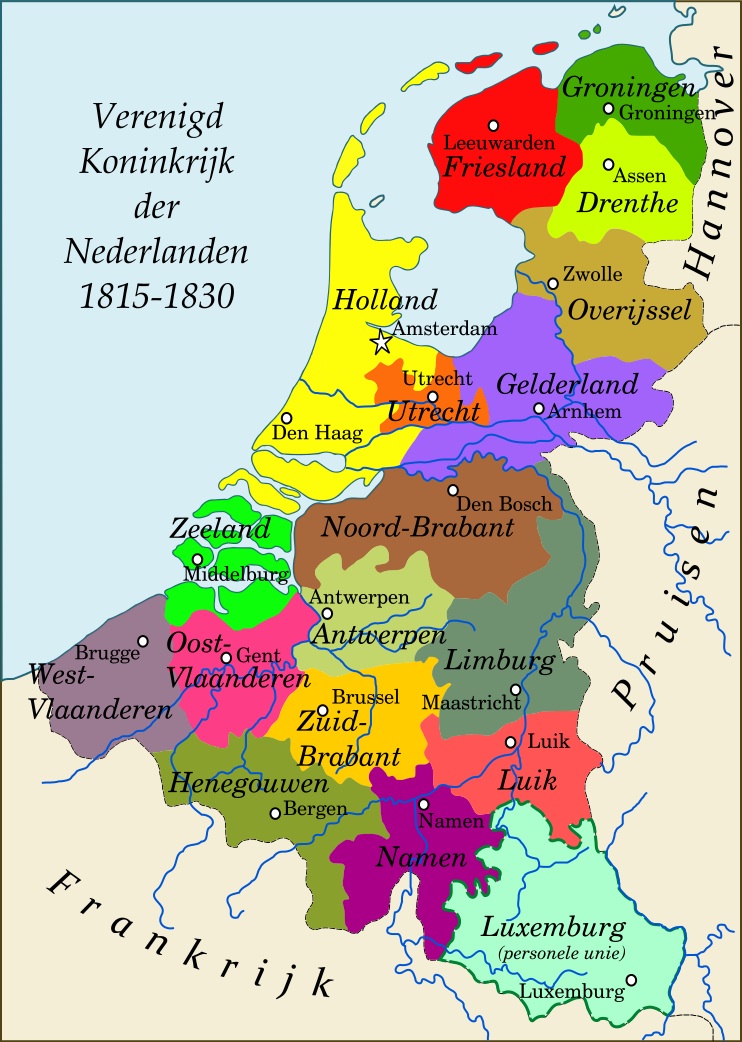 Verenigd
Koninkrijk
der
Nederlanden
1815-1830
Groningen
Groningen
Hannover
Leeuwarden
Friesland
Assen
Drenthe
Zwolle
Overijssel
Holland
Amsterdam
Utrecht
Utrecht
Gelderland
Arnhem
Den Haag
Den Bosch
Noord-Brabant
Pruisen
Zeeland
Middelburg
Antwerpen
Antwerpen
Brugge
West-
Vlaanderen
Oost-
Vlaanderen
Gent
Limburg
Maastricht
Brussel
Zuid-
Brabant
Luik
Luik
Henegouwen
Bergen
Namen
Namen
Frankrijk
Luxemburg
(personele unie)
Luxemburg